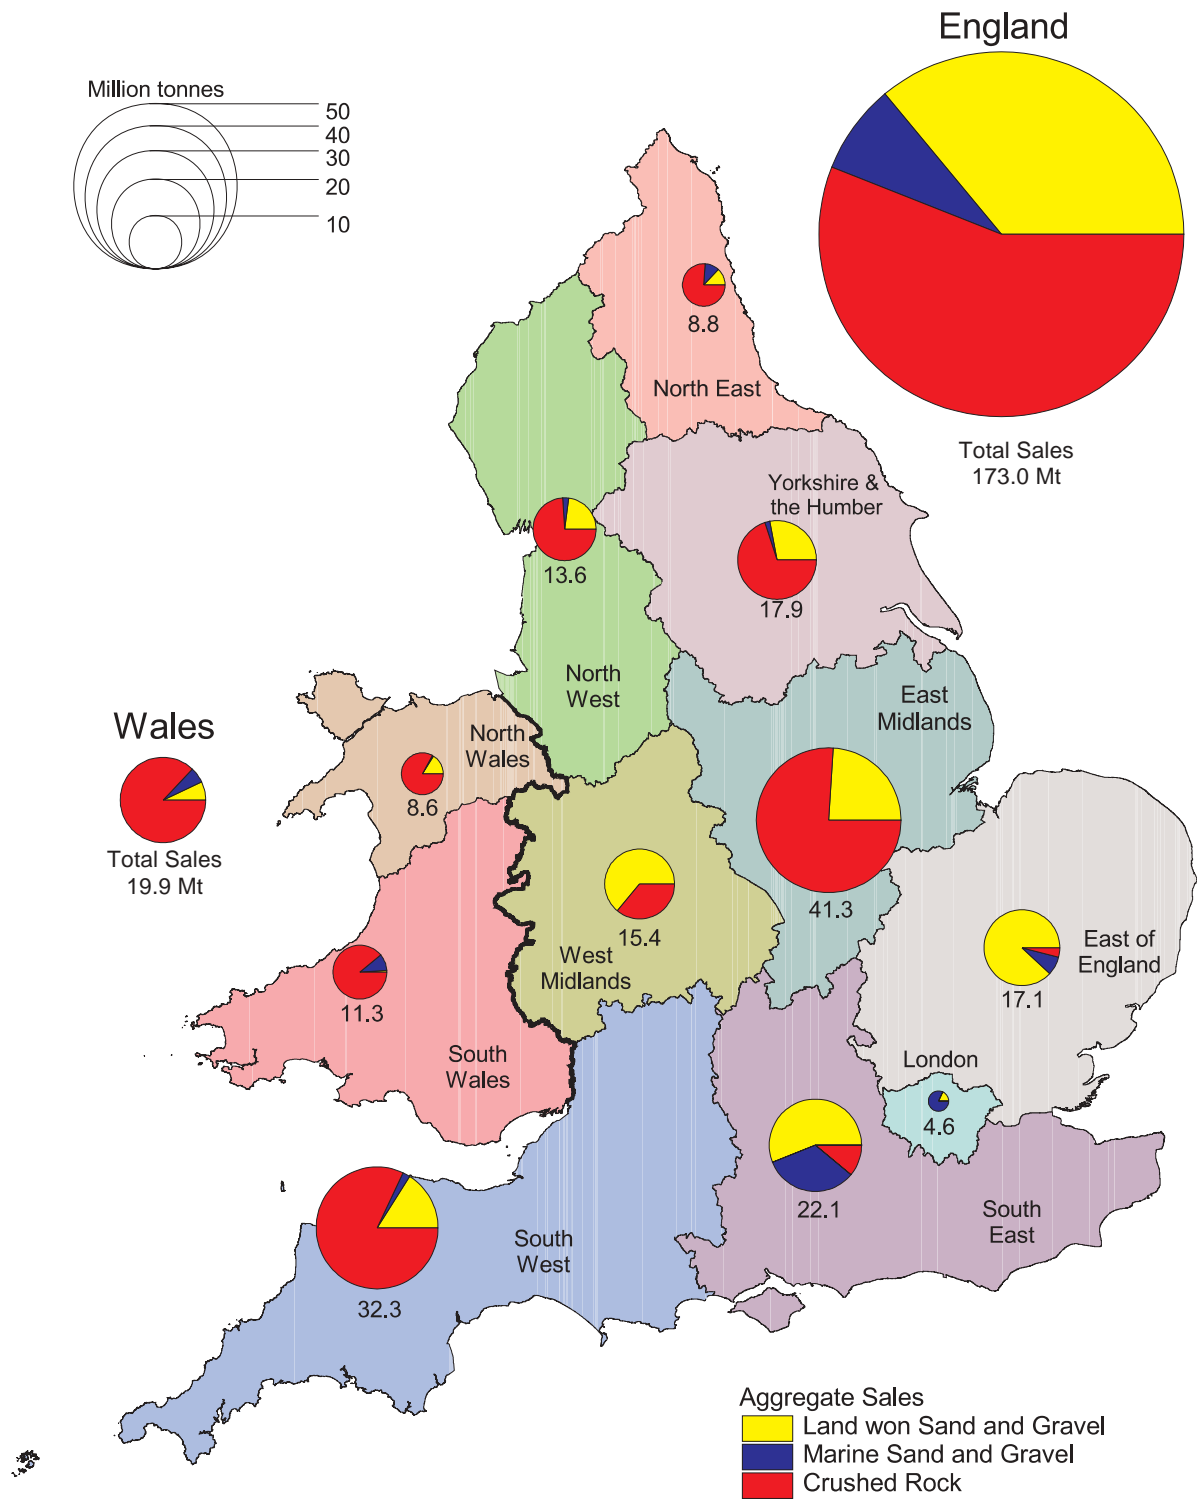 England
Million tonnes
50
40
30
20
10
8.8
North East
Total Sales
173.0 Mt
Yorkshire &
the Humber
13.6
17.9
North
West
East
Midlands
Wales
North
Wales
8.6
Total Sales
19.9 Mt
41.3
15.4
West
Midlands
East of
England
17.1
11.3
South
Wales
London
4.6
22.1
South
East
South
West
32.3
Aggregate Sales
Land won Sand and Gravel
Marine Sand and Gravel
Crushed Rock